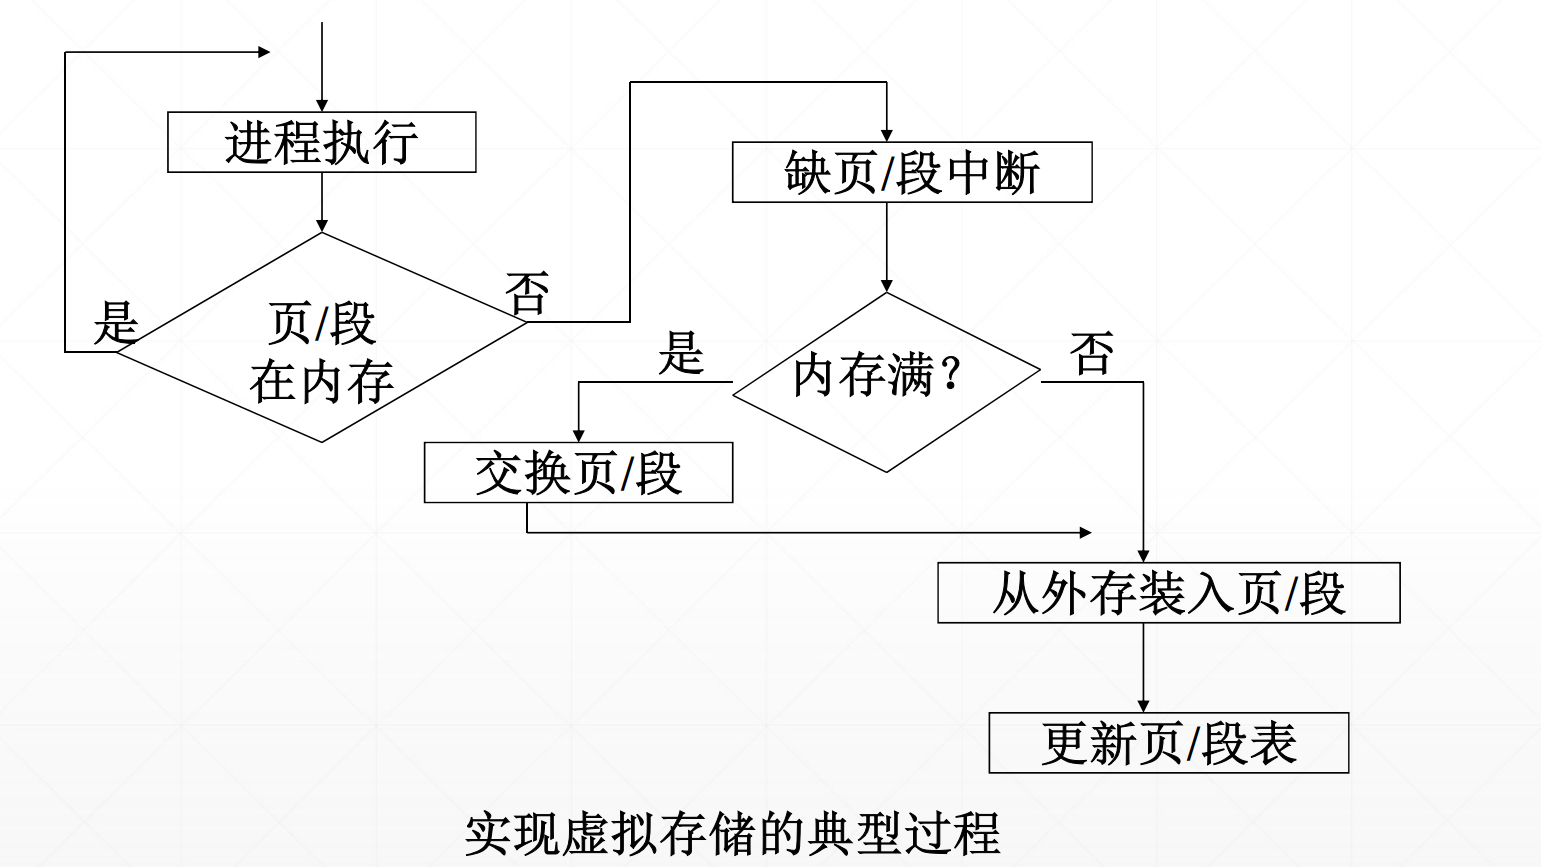 进程执行
缺页/段中断
否
是
页/段
在内存
是
否
内存满？
交换页/段
从外存装入页/段
更新页/段表
实现虚拟存储的典型过程